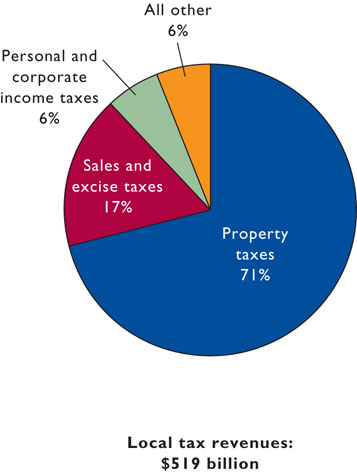 All other
6%
Personal and
corporate
income taxes
6%
Sales and
excise taxes
17%
Property
taxes
71%
Local tax revenues:
$519 billion